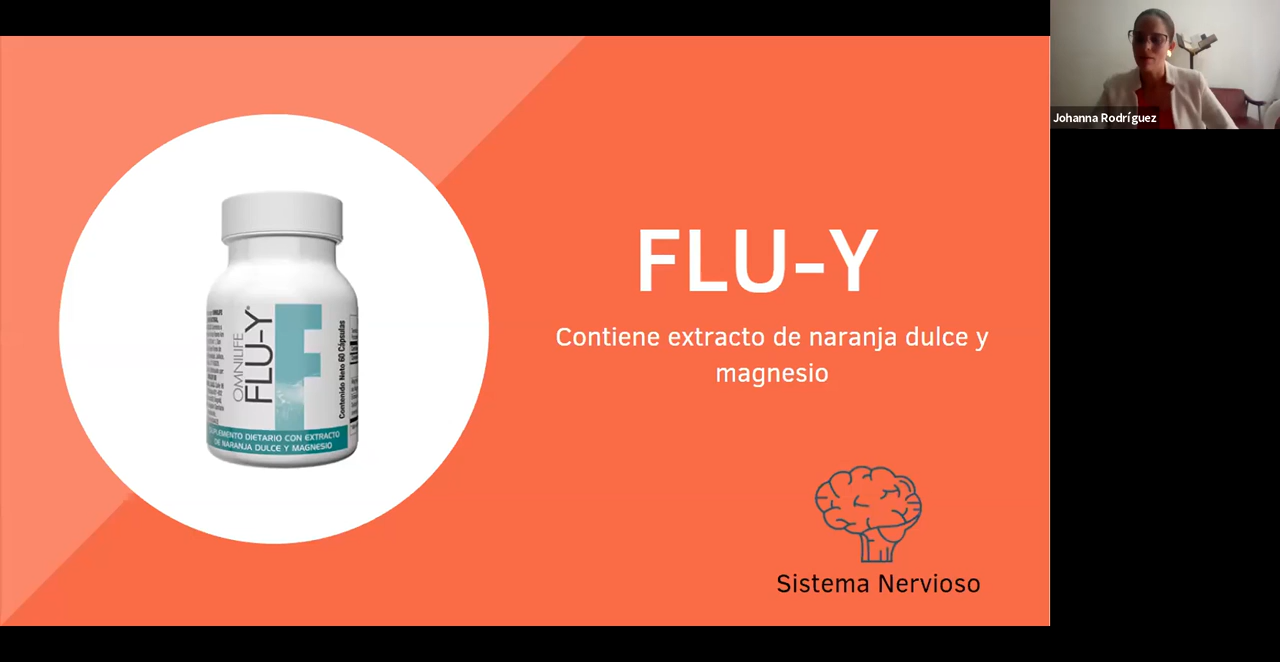 FLU-Y
Contiene extracto de naranja dulce y
magnesio
Sistema Nervioso
OMNILIFE
FLU-Y®
Contenido Neto 60 Cápsulas
SUPLEMENTO DIETARIO CON EXTRACTO
DE NARANJA DULCE Y MAGNESIO
Johanna Rodríguez